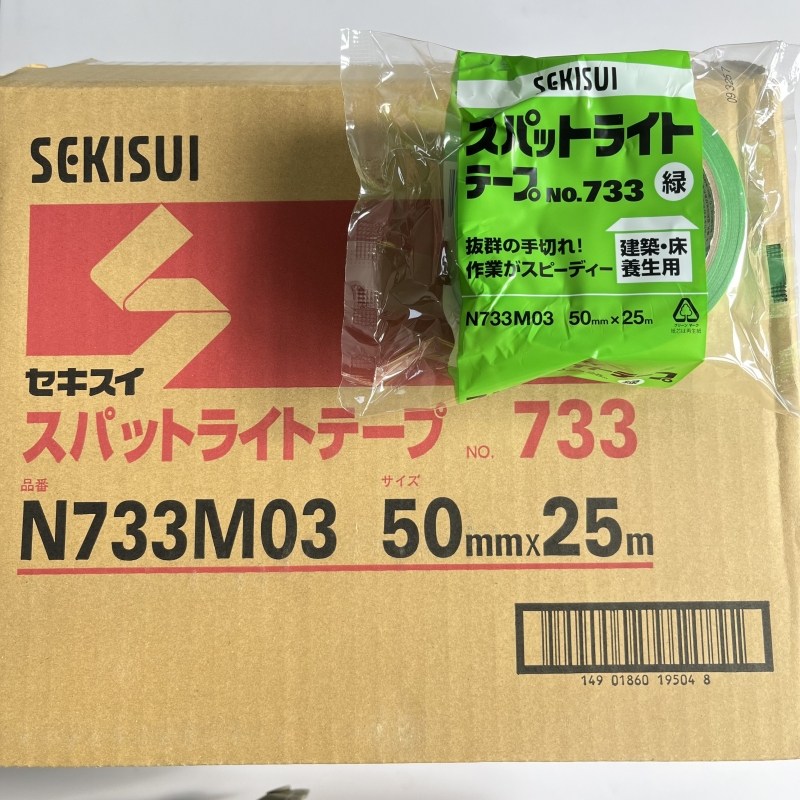 SEKISUI
セキスイ
スパットライトテープ NO. 733
品番
サイズ
N733M03 50mm×25m
149 01860 19504 8
SEKISUI
スパットライト
テープ No.733 緑
抜群の手切れ!
作業がスピーディー
建築・床
養生用
N733M03 50mm×25m